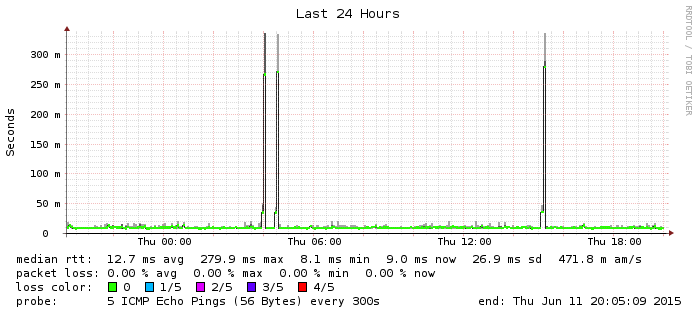 Last 24 Hours
RRDTOOL / TOBI OETIKER
Seconds
300 m
250 m
200 m
150 m
100 m
50 m
0
Thu 00:00 Thu 06:00 Thu 12:00 Thu 18:00
median rtt: 12.7 ms avg 279.9 ms max 8.1 ms min 9.0 ms now 26.9 ms sd 471.8 m am/s
packet loss: 0.00 % avg 0.00 % max 0.00 % min 0.00 % now
loss color: 0 1/5 2/5 3/5 4/5
probe: 5 ICMP Echo Pings (56 Bytes) every 300s end: Thu Jun 11 20:05:09 2015